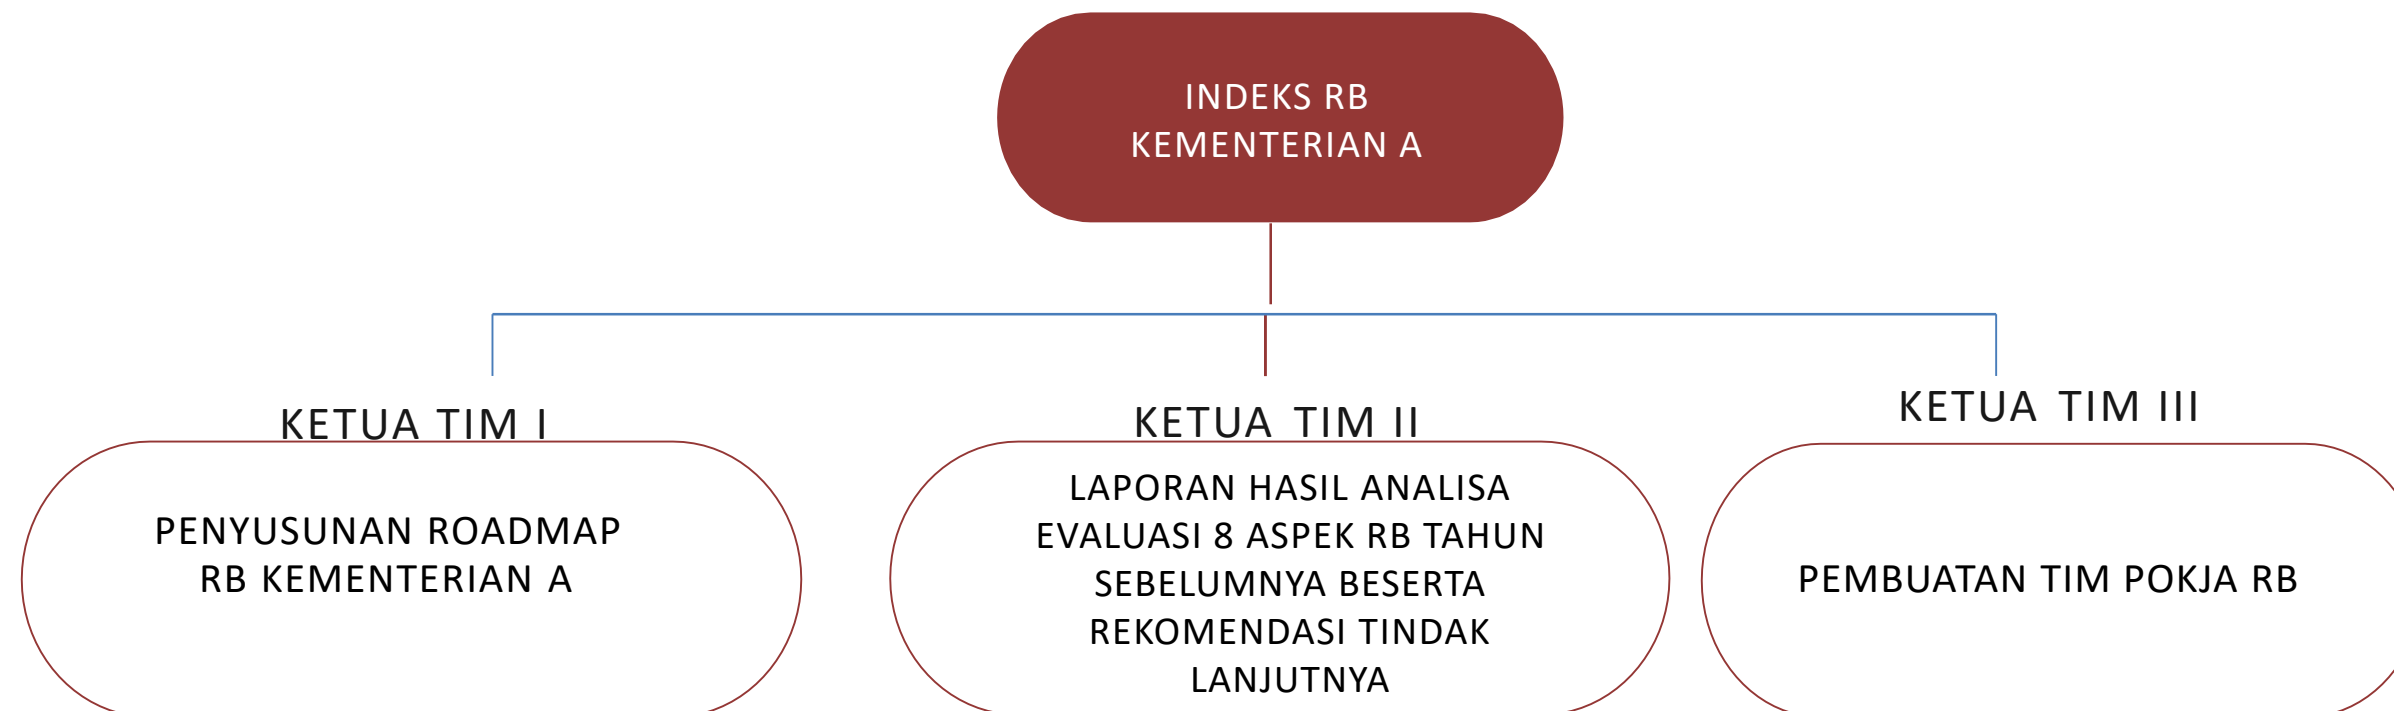 INDEKS RB
KEMENTERIAN A
KETUA TIM I
PENYUSUNAN ROADMAP
RB KEMENTERIAN A
KETUA TIM II
LAPORAN HASIL ANALISA
EVALUASI 8 ASPEK RB TAHUN
SEBELUMNYA BESERTA
REKOMENDASI TINDAK
LANJUTNYA
KETUA TIM III
PEMBUATAN TIM POKJA RB